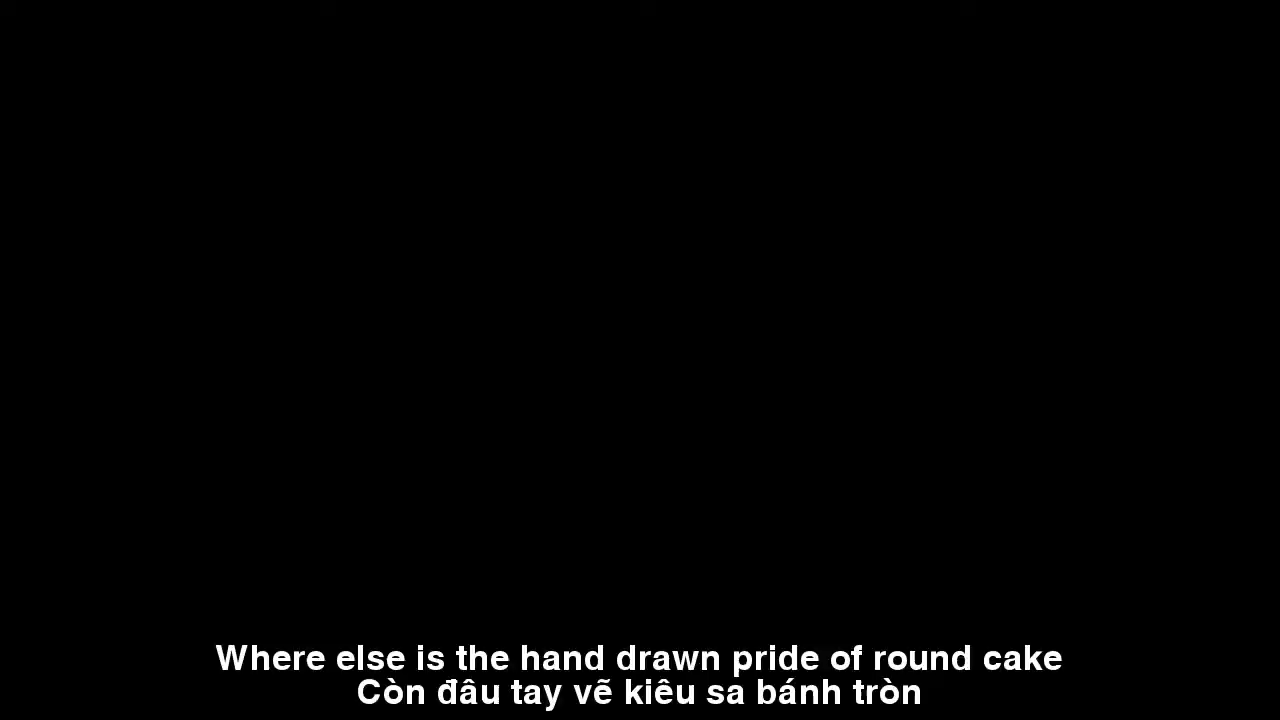 Where else is the hand drawn pride of round cake
Còn đâu tay vẽ kiêu sa bánh tròn